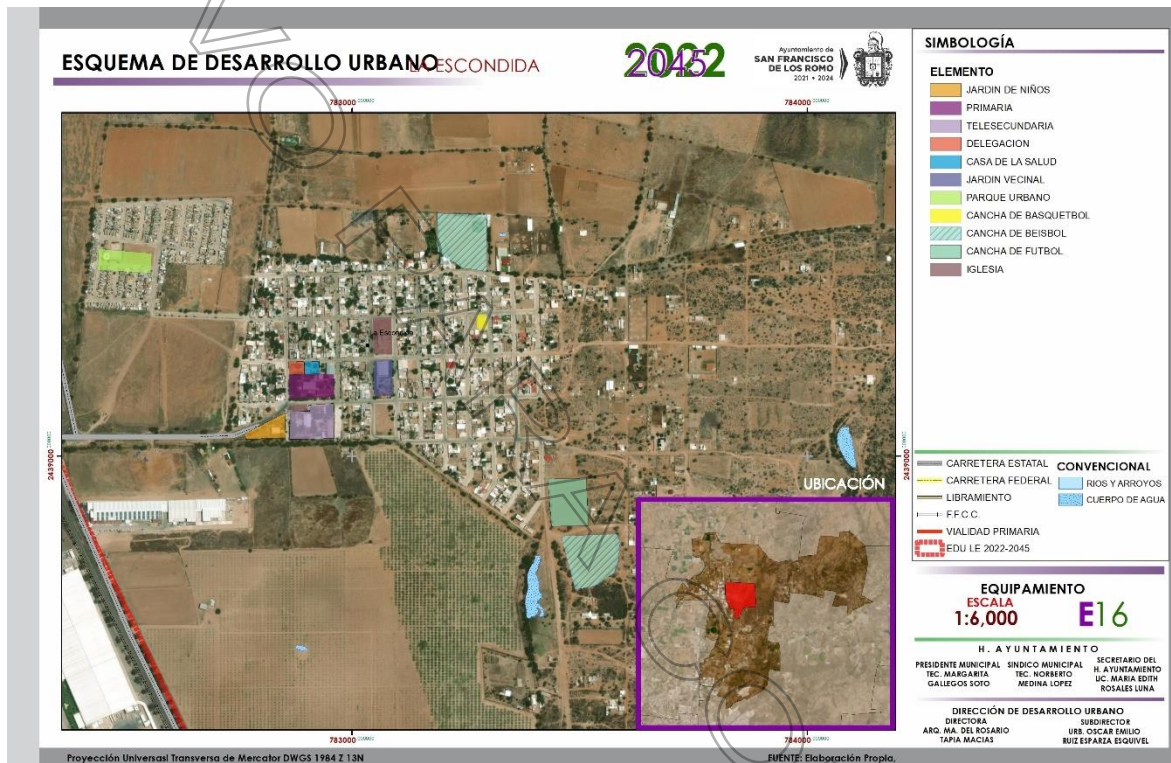 ESQUEMA DE DESARROLLO URBANO LA ESCONDIDA
2022
2045
Ayuntamiento de
SAN FRANCISCO
DE LOS ROMO
2021 • 2024
783000
784000
2439000
2439000
La Escondida
UBICACIÓN
783000
784000
Proyección Universasl Transversa de Mercator DWGS 1984 Z 13N
FUENTE: Elaboración Propia,
SIMBOLOGÍA
ELEMENTO
JARDIN DE NIÑOS
PRIMARIA
TELESECUNDARIA
DELEGACION
CASA DE LA SALUD
JARDIN VECINAL
PARQUE URBANO
CANCHA DE BASQUETBOL
CANCHA DE BEISBOL
CANCHA DE FUTBOL
IGLESIA
CARRETERA ESTATAL
CARRETERA FEDERAL
LIBRAMIENTO
F.F.C.C.
VIALIDAD PRIMARIA
EDU LE 2022-2045
CONVENCIONAL
RIOS Y ARROYOS
CUERPO DE AGUA
EQUIPAMIENTO
ESCALA
1:6,000
E16
H. AYUNTAMIENTO
PRESIDENTE MUNICIPAL
TEC. MARGARITA
GALLEGOS SOTO
SINDICO MUNICIPAL
TEC. NORBERTO
MEDINA LOPEZ
SECRETARIO DEL
H. AYUNTAMIENTO
LIC. MARIA EDITH
ROSALES LUNA
DIRECCIÓN DE DESARROLLO URBANO
DIRECTORA
ARQ. MA. DEL ROSARIO
TAPIA MACIAS
SUBDIRECTOR
URB. OSCAR EMILIO
RUIZ ESPARZA ESQUIVEL